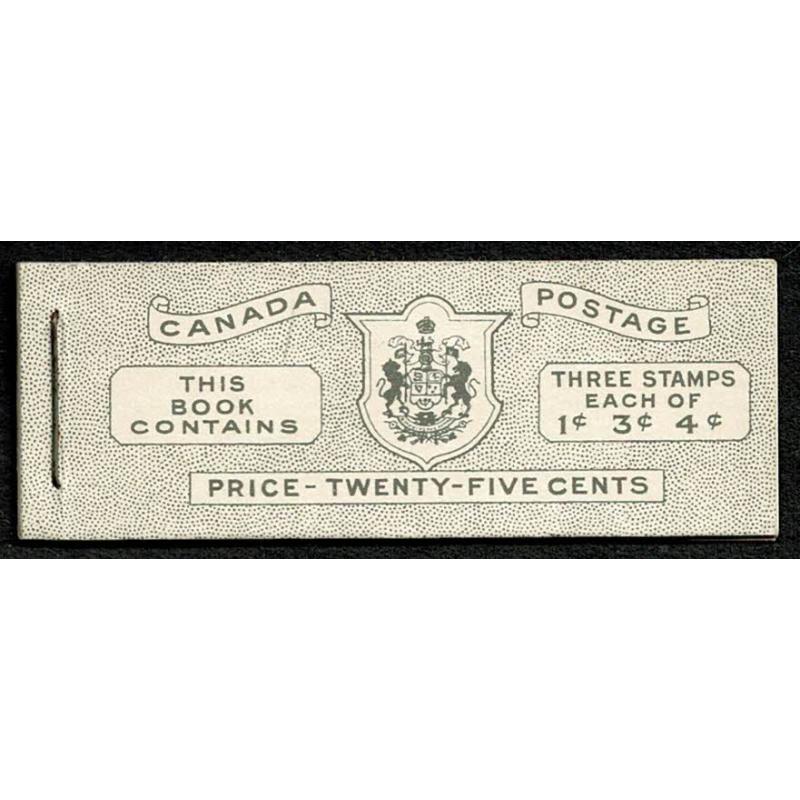 CANADA
POSTAGE
THIS
BOOK
CONTAINS
THREE STAMPS
EACH OF
1¢ 3¢ 4¢
PRICE - TWENTY-FIVE CENTS